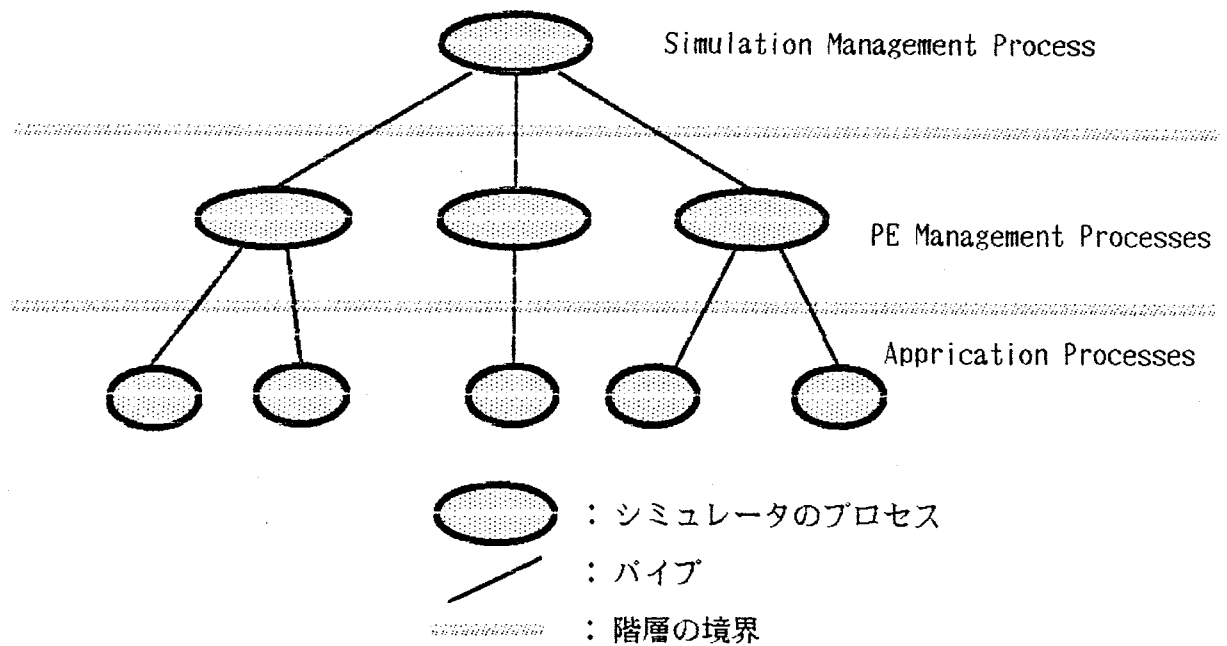 Simulation Management Process
PE Management Processes
Apprication Processes
：シミュレータのプロセス
：パイプ
：階層の境界